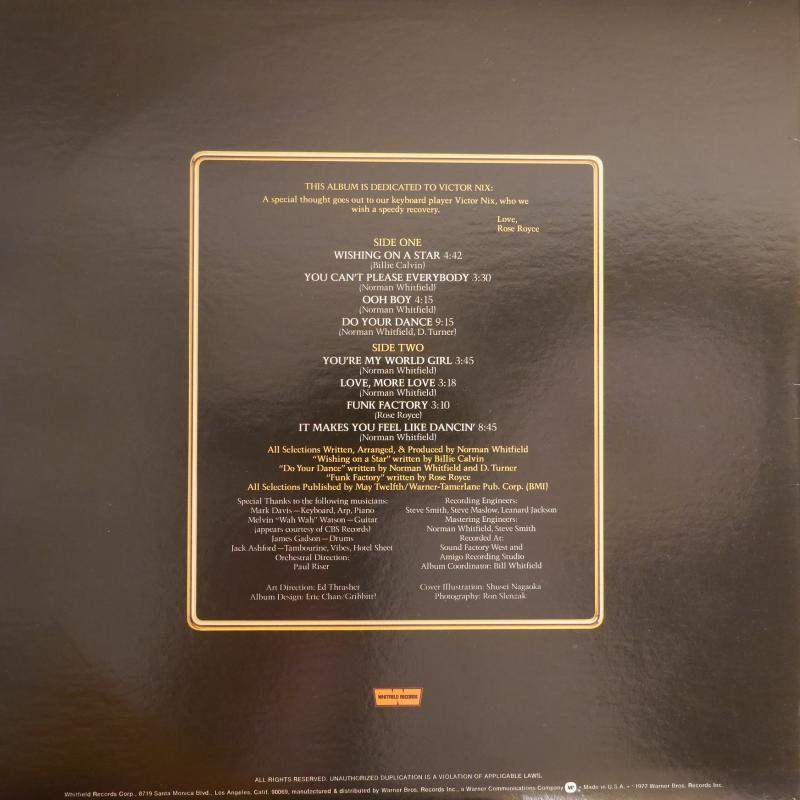 THIS ALBUM IS DEDICATED TO VICTOR NIX:
A special thought goes out to our keyboard player Victor Nix, who we
wish a speedy recovery.
Love,
Rose Royce
SIDE ONE
WISHING ON A STAR 4:42
(Billie Calvin)
YOU CAN'T PLEASE EVERYBODY 3:30
(Norman Whitfield)
OOH BOY 4:15
(Norman Whitfield)
DO YOUR DANCE 9:15
(Norman Whitfield, D. Turner)
SIDE TWO
YOU'RE MY WORLD GIRL 3:45
(Norman Whitfield)
LOVE, MORE LOVE 3:18
(Norman Whitfield)
FUNK FACTORY 3:10
(Rose Royce)
IT MAKES YOU FEEL LIKE DANCIN' 8:45
(Norman Whitfield)
All Selections Written, Arranged, & Produced by Norman Whitfield
"Wishing on a Star" written by Billie Calvin
"Do Your Dance" written by Norman Whitfield and D. Turner
"Funk Factory" written by Rose Royce
All Selections Published by May Twelfth/Warner-Tamerlane Pub. Corp. (BMI)
Special Thanks to the following musicians:
Mark Davis—Keyboard, Arp, Piano
Melvin "Wah Wah" Watson—Guitar
(appears courtesy of CBS Records)
James Gadson—Drums
Jack Ashford—Tambourine, Vibes, Hotel Sheet
Orchestral Direction:
Paul Riser
Art Direction: Ed Thrasher
Album Design: Eric Chan/Gribbitt!
Recording Engineers:
Steve Smith, Steve Maslow, Leanard Jackson
Mastering Engineers:
Norman Whitfield, Steve Smith
Recorded At:
Sound Factory West and
Amigo Recording Studio
Album Coordinator: Bill Whitfield
Cover Illustration: Shusei Nagaoka
Photography: Ron Slenzak
WHITFIELD RECORDS
ALL RIGHTS RESERVED. UNAUTHORIZED DUPLICATION IS A VIOLATION OF APPLICABLE LAWS.
Whitfield Records Corp., 8719 Santa Monica Blvd., Los Angeles, Calif. 90069, manufactured & distributed by Warner Bros. Records Inc., a Warner Communications Company W • Made in U.S.A. • 1977 Warner Bros. Records Inc.